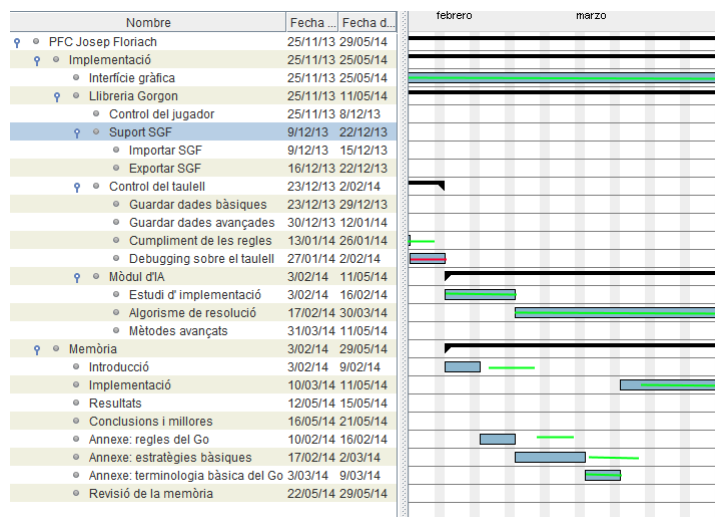 Nombre Fecha ... Fecha d... febrero marzo
PFC Josep Floriach 25/11/13 29/05/14
Implementació 25/11/13 25/05/14
Interfície gràfica 25/11/13 25/05/14
Llibreria Gorgon 25/11/13 11/05/14
Control del jugador 25/11/13 8/12/13
Suport SGF 9/12/13 22/12/13
Importar SGF 9/12/13 15/12/13
Exportar SGF 16/12/13 22/12/13
Control del taulell 23/12/13 2/02/14
Guardar dades bàsiques 23/12/13 29/12/13
Guardar dades avançades 30/12/13 12/01/14
Cumpliment de les regles 13/01/14 26/01/14
Debugging sobre el taulell 27/01/14 2/02/14
Mòdul d'IA 3/02/14 11/05/14
Estudi d' implementació 3/02/14 16/02/14
Algorisme de resolució 17/02/14 30/03/14
Mètodes avançats 31/03/14 11/05/14
Memòria 3/02/14 29/05/14
Introducció 3/02/14 9/02/14
Implementació 10/03/14 11/05/14
Resultats 12/05/14 15/05/14
Conclusions i millores 16/05/14 21/05/14
Annexe: regles del Go 10/02/14 16/02/14
Annexe: estratègies bàsiques 17/02/14 2/03/14
Annexe: terminologia bàsica del Go 3/03/14 9/03/14
Revisió de la memòria 22/05/14 29/05/14